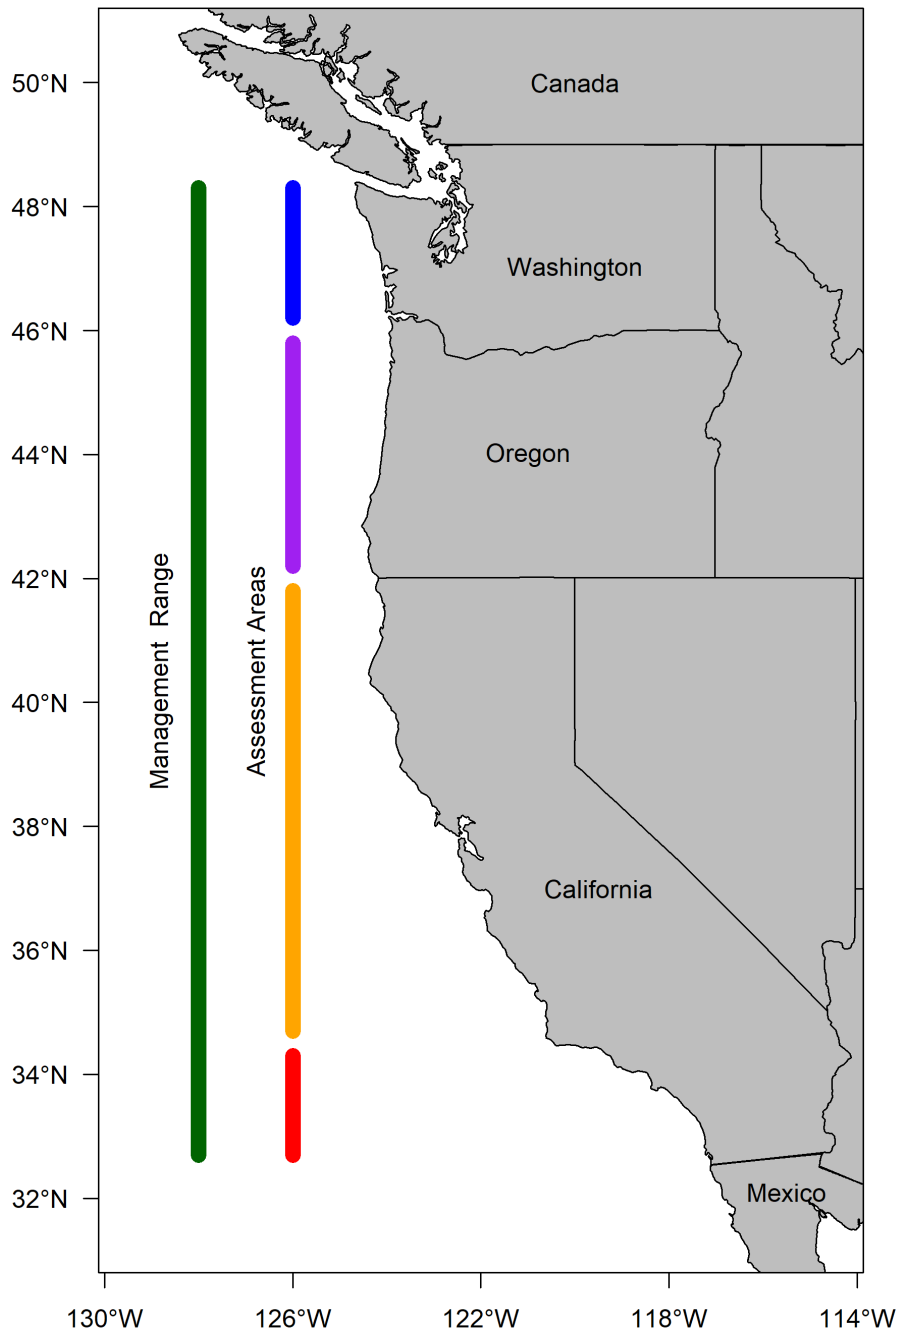 50°N
Canada
48°N
Washington
46°N
44°N
Oregon
42°N
Management  Range
Assessment Areas
40°N
38°N
California
36°N
34°N
32°N
Mexico
130°W
126°W
122°W
118°W
114°W